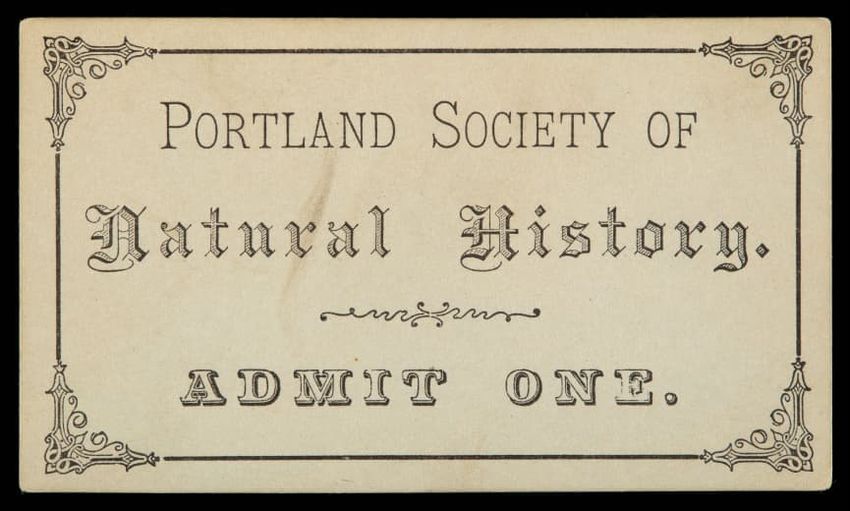 PORTLAND SOCIETY OF
Natural History.
ADMIT ONE.